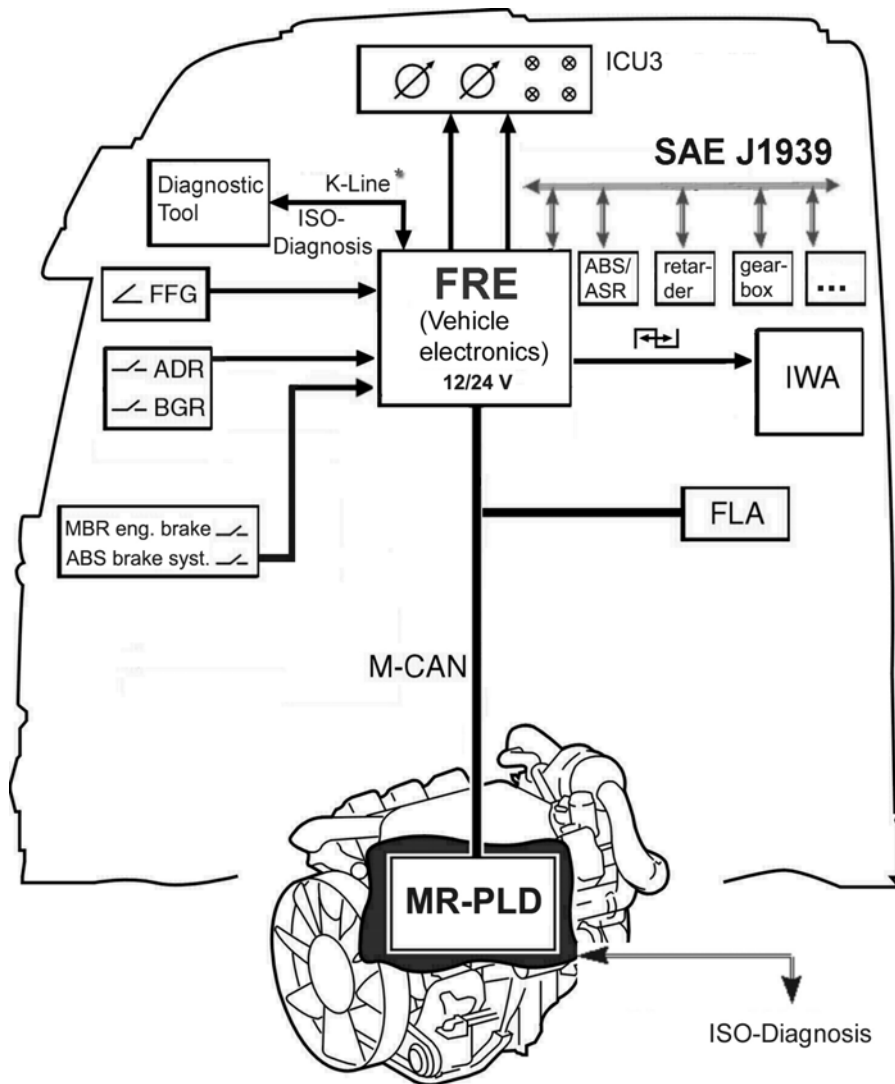 ICU3
SAE J1939
Diagnostic
Tool
K-Line *
ISO-
Diagnosis
FRE
(Vehicle
electronics)
12/24 V
ABS/
ASR
retar-
der
gear-
box
...
FFG
ADR
BGR
IWA
MBR eng. brake
ABS brake syst.
FLA
M-CAN
MR-PLD
ISO-Diagnosis